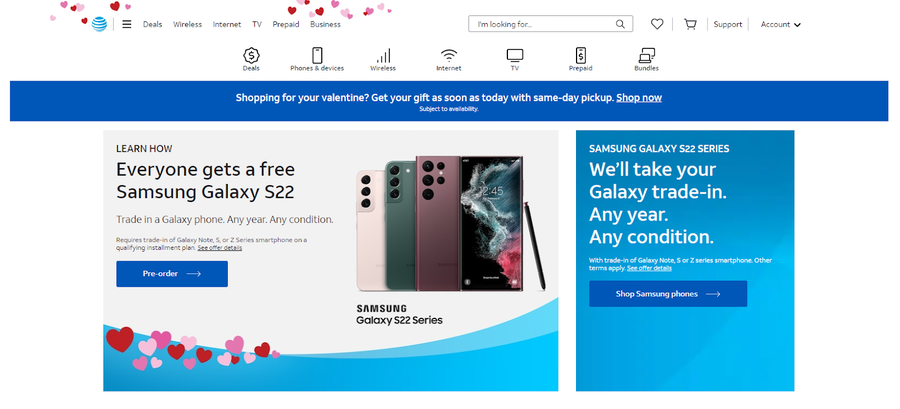 Deals Wireless Internet TV Prepaid Business
I'm looking for...
Support
Account
Deals
Phones & devices
Wireless
Internet
TV
Prepaid
Bundles
Shopping for your valentine? Get your gift as soon as today with same-day pickup. Shop now
Subject to availability.
LEARN HOW
Everyone gets a free
Samsung Galaxy S22
Trade in a Galaxy phone. Any year. Any condition.
Requires trade-in of Galaxy Note, S, or Z Series smartphone on a
qualifying installment plan. See offer details
Pre-order
12:45
SAMSUNG
Galaxy S22 Series
SAMSUNG GALAXY S22 SERIES
We'll take your
Galaxy trade-in.
Any year.
Any condition.
With trade-in of Galaxy Note, S or Z series smartphone. Other
terms apply. See offer details
Shop Samsung phones